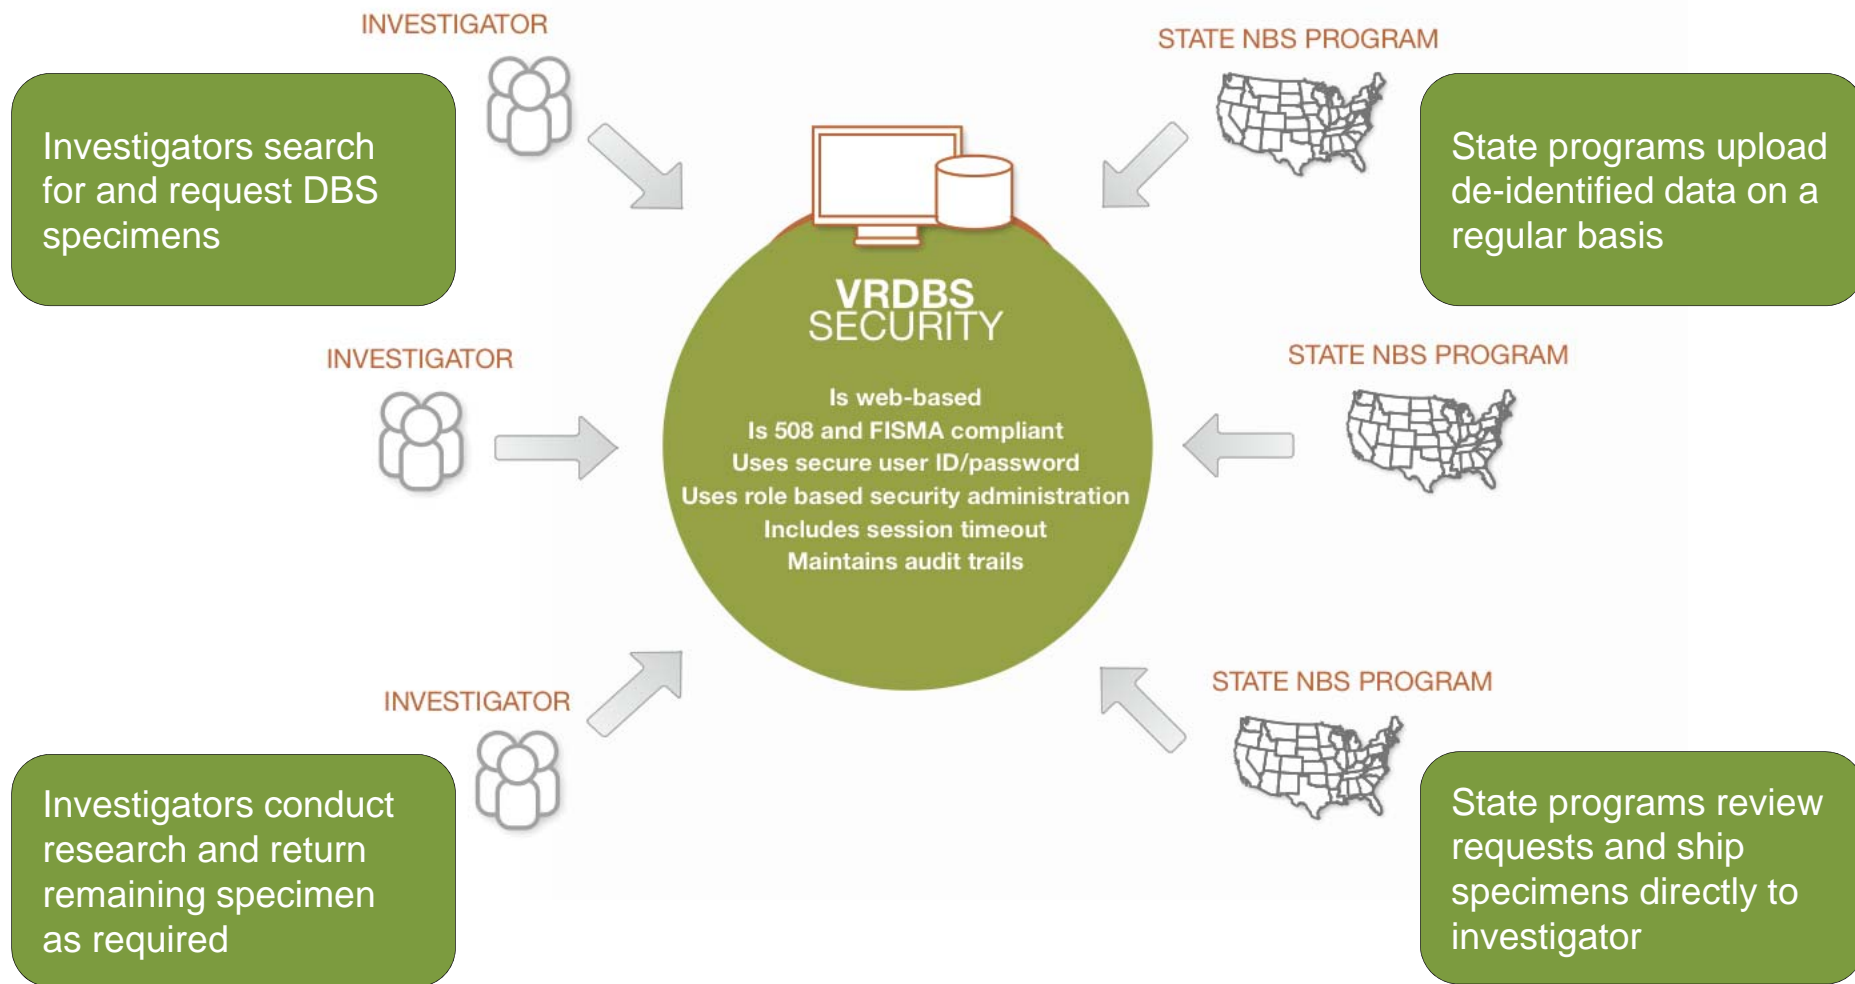 INVESTIGATOR
STATE NBS PROGRAM
Investigators search
for and request DBS
specimens
State programs upload
de-identified data on a
regular basis
VRDBS
SECURITY
INVESTIGATOR
STATE NBS PROGRAM
Is web-based
Is 508 and FISMA compliant
Uses secure user ID/password
Uses role based security administration
Includes session timeout
Maintains audit trails
INVESTIGATOR
STATE NBS PROGRAM
Investigators conduct
research and return
remaining specimen
as required
State programs review
requests and ship
specimens directly to
investigator